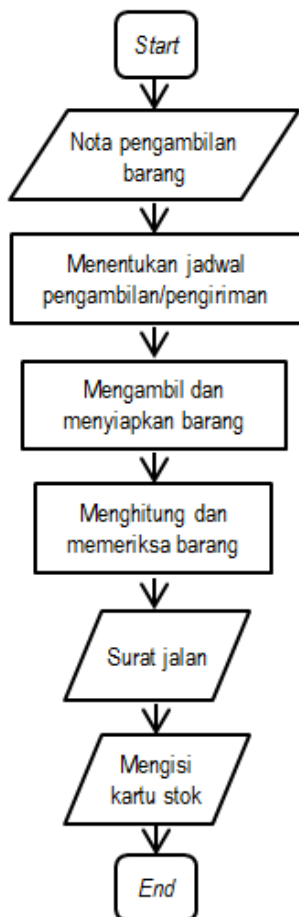 Start
Nota pengambilan
barang
Menentukan jadwal
pengambilan/pengiriman
Mengambil dan
menyiapkan barang
Menghitung dan
memeriksa barang
Surat jalan
Mengisi
kartu stok
End